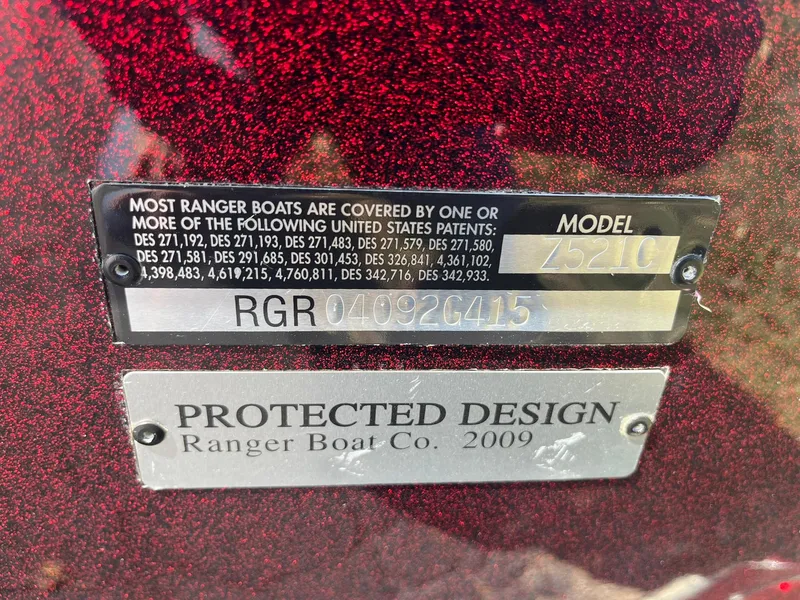 MOST RANGER BOATS ARE COVERED BY ONE OR
MORE OF THE FOLLOWING UNITED STATES PATENTS:
DES 271,192, DES 271,193, DES 271,483, DES 271,579, DES 271,580,
DES 271,581, DES 291,685, DES 301,453, DES 326,841, 4,361,102,
4,398,483, 4,619,215, 4,760,811, DES 342,716, DES 342,933.
MODEL
Z521C
RGR 04092G415
PROTECTED DESIGN
Ranger Boat Co. 2009